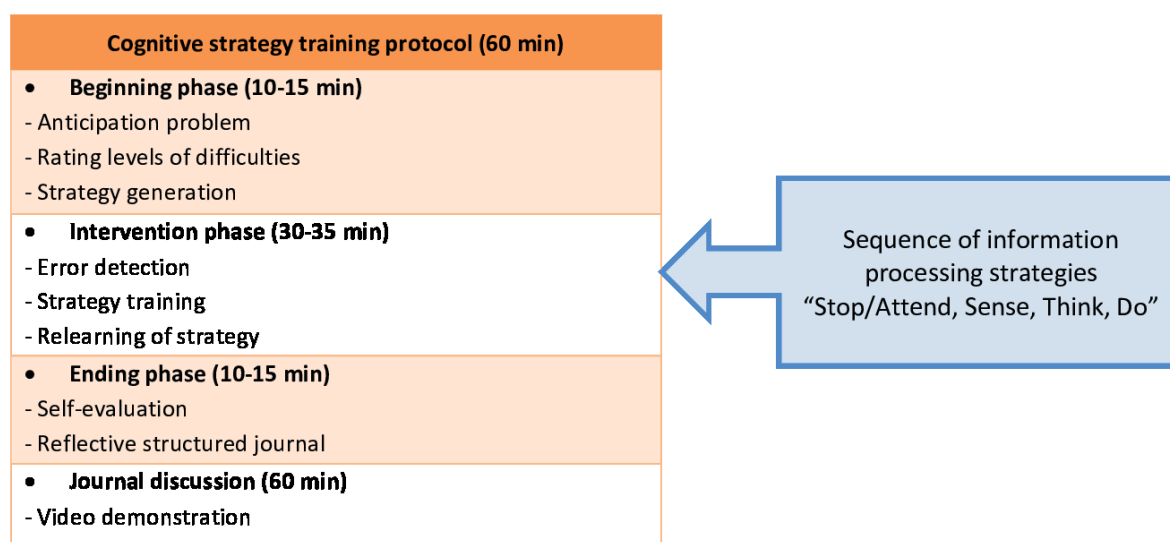 Cognitive strategy training protocol (60 min)
• Beginning phase (10-15 min)
- Anticipation problem
- Rating levels of difficulties
- Strategy generation
• Intervention phase (30-35 min)
- Error detection
- Strategy training
- Relearning of strategy
• Ending phase (10-15 min)
- Self-evaluation
- Reflective structured journal
• Journal discussion (60 min)
- Video demonstration
Sequence of information
processing strategies
“Stop/Attend, Sense, Think, Do”